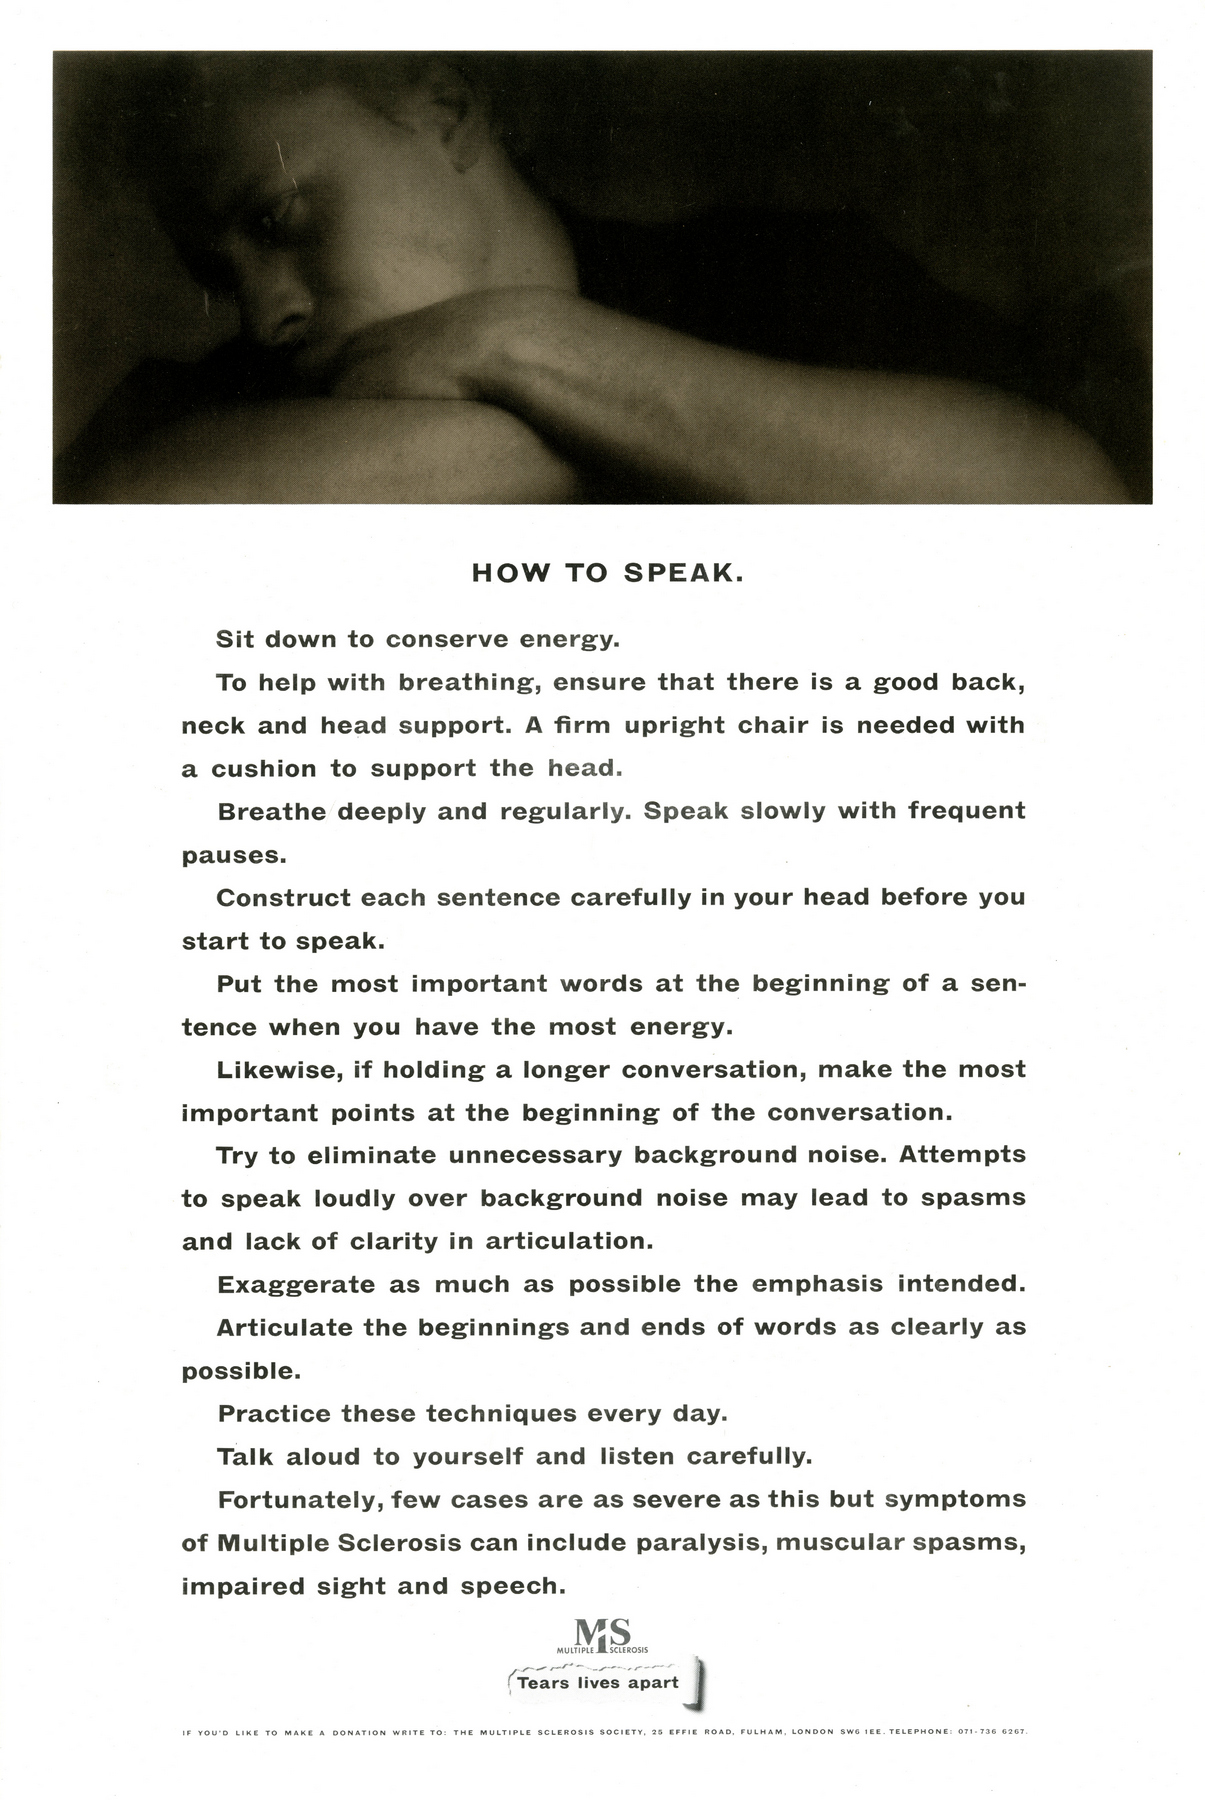 HOW TO SPEAK.
Sit down to conserve energy.
To help with breathing, ensure that there is a good back,
neck and head support. A firm upright chair is needed with
a cushion to support the head.
Breathe deeply and regularly. Speak slowly with frequent
pauses.
Construct each sentence carefully in your head before you
start to speak.
Put the most important words at the beginning of a sen-
tence when you have the most energy.
Likewise, if holding a longer conversation, make the most
important points at the beginning of the conversation.
Try to eliminate unnecessary background noise. Attempts
to speak loudly over background noise may lead to spasms
and lack of clarity in articulation.
Exaggerate as much as possible the emphasis intended.
Articulate the beginnings and ends of words as clearly as
possible.
Practice these techniques every day.
Talk aloud to yourself and listen carefully.
Fortunately, few cases are as severe as this but symptoms
of Multiple Sclerosis can include paralysis, muscular spasms,
impaired sight and speech.
MS
MULTIPLE SCLEROSIS
Tears lives apart
IF YOU'D LIKE TO MAKE A DONATION WRITE TO: THE MULTIPLE SCLEROSIS SOCIETY, 25 EFFIE ROAD, FULHAM, LONDON SW6 1EE. TELEPHONE: 071-736 6267.